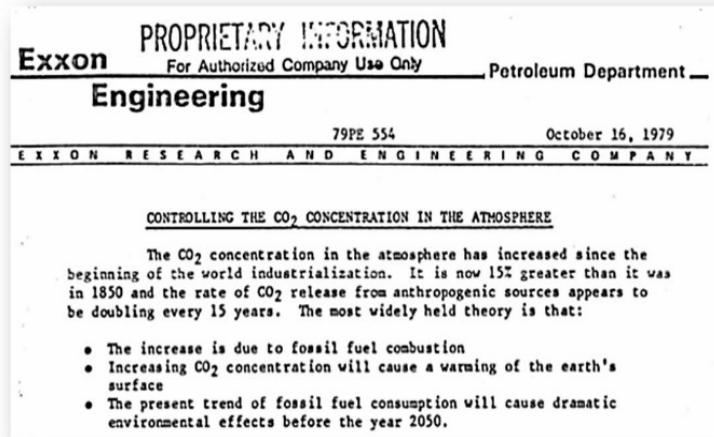 PROPRIETARY INFORMATION
Exxon For Authorized Company Use Only Petroleum Department
Engineering
79PE 554 October 16, 1979
EXXON RESEARCH AND ENGINEERING COMPANY
CONTROLLING THE CO2 CONCENTRATION IN THE ATMOSPHERE
The CO2 concentration in the atmosphere has increased since the
beginning of the world industrialization. It is now 15% greater than it was
in 1850 and the rate of CO2 release from anthropogenic sources appears to
be doubling every 15 years. The most widely held theory is that:
• The increase is due to fossil fuel combustion
• Increasing CO2 concentration will cause a warming of the earth's
surface
• The present trend of fossil fuel consumption will cause dramatic
environmental effects before the year 2050.